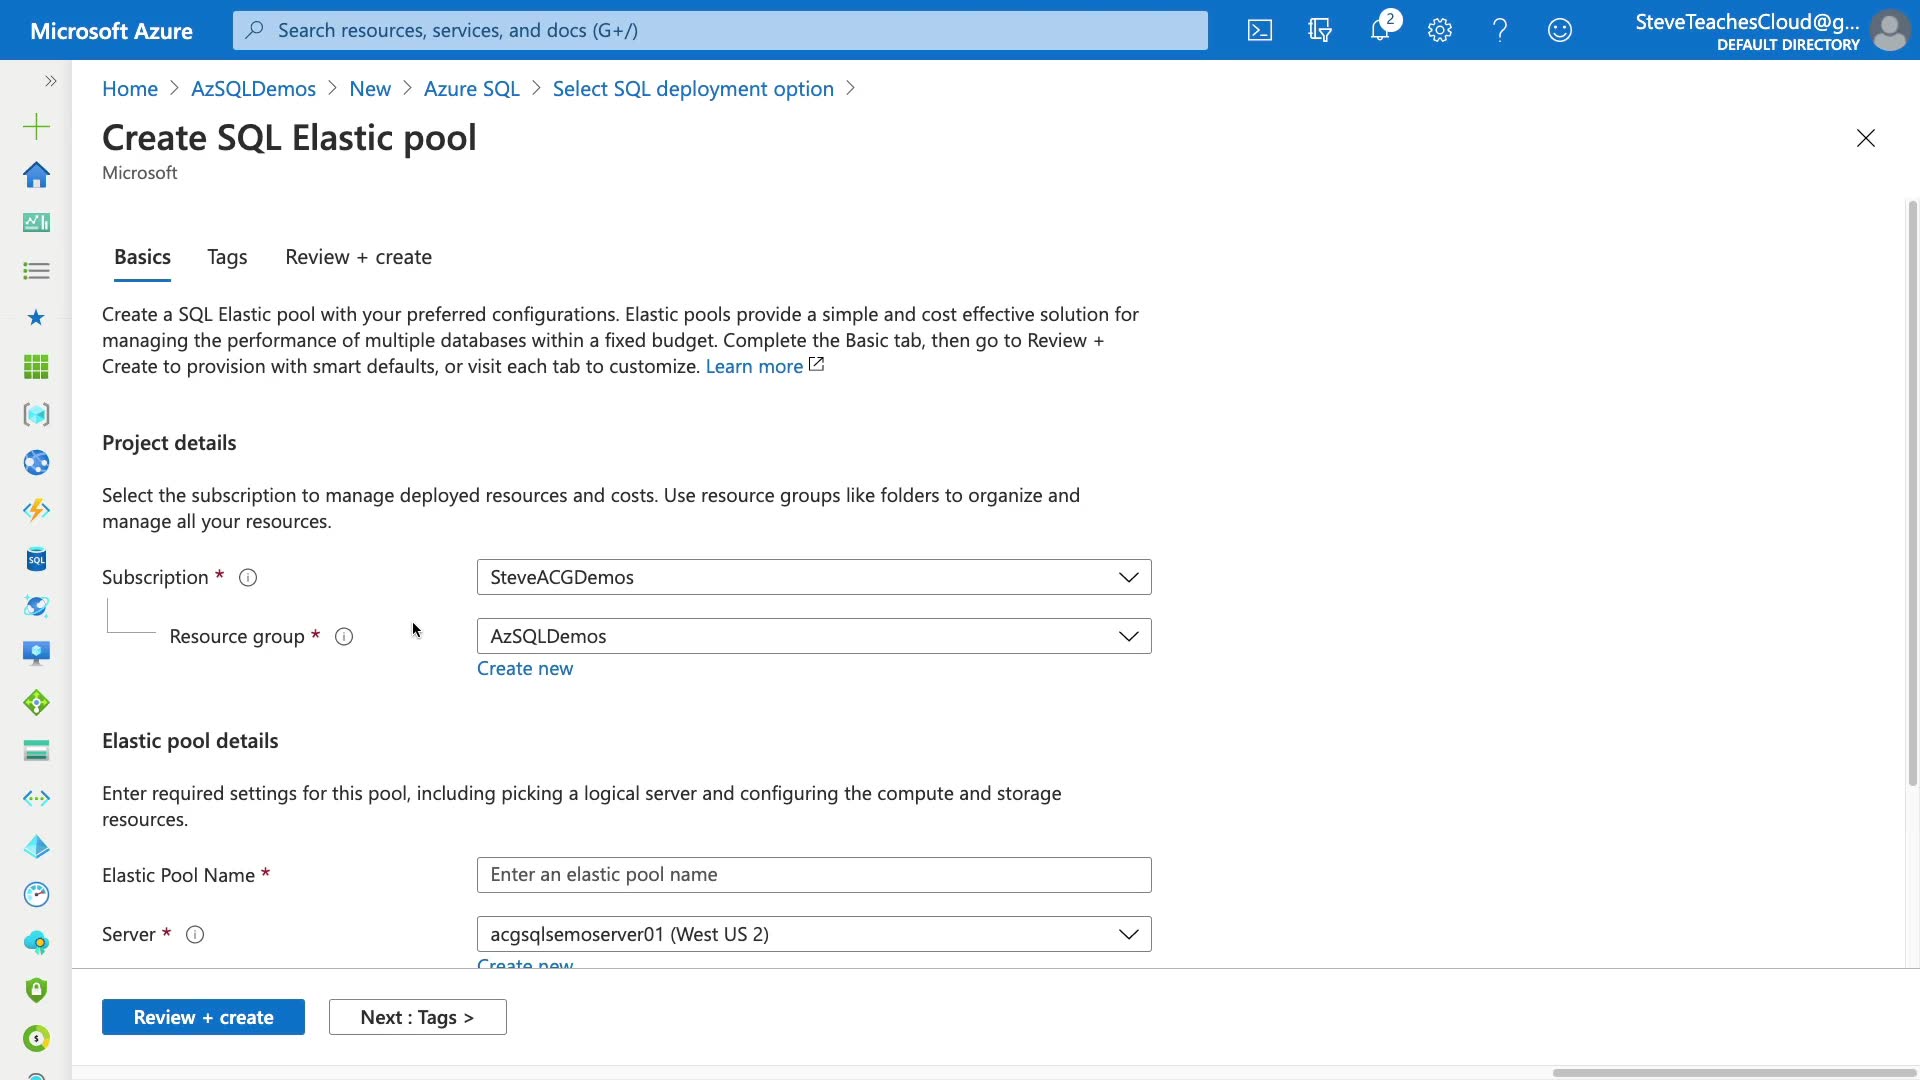 Microsoft Azure
Search resources, services, and docs (G+/)
2
SteveTeachesCloud@g...
DEFAULT DIRECTORY
Home > AzSQLDemos > New > Azure SQL > Select SQL deployment option >
Create SQL Elastic pool
Microsoft
Basics Tags Review + create
Create a SQL Elastic pool with your preferred configurations. Elastic pools provide a simple and cost effective solution for
managing the performance of multiple databases within a fixed budget. Complete the Basic tab, then go to Review +
Create to provision with smart defaults, or visit each tab to customize. Learn more
Project details
Select the subscription to manage deployed resources and costs. Use resource groups like folders to organize and
manage all your resources.
Subscription *
SteveACGDemos
Resource group *
AzSQLDemos
Create new
Elastic pool details
Enter required settings for this pool, including picking a logical server and configuring the compute and storage
resources.
Elastic Pool Name *
Enter an elastic pool name
Server *
acgsqlsemoserver01 (West US 2)
Create new
Review + create
Next : Tags >
SQL